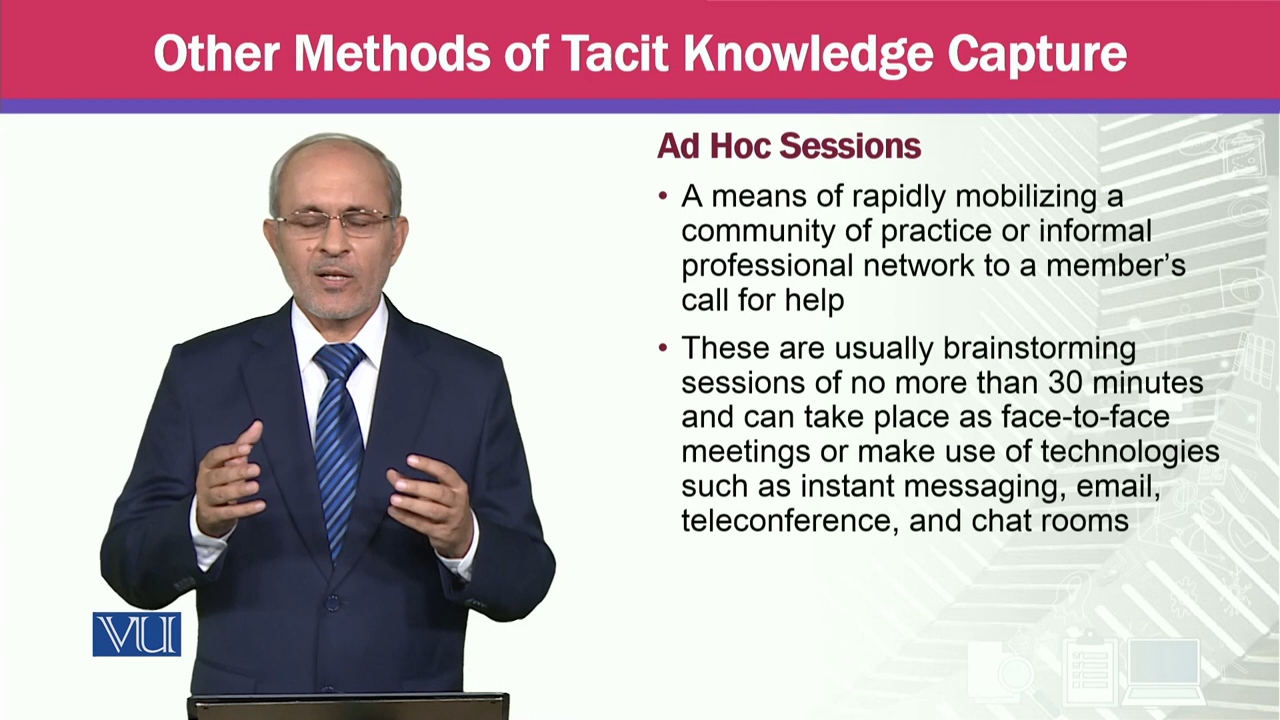 Other Methods of Tacit Knowledge Capture
Ad Hoc Sessions
• A means of rapidly mobilizing a
community of practice or informal
professional network to a member’s
call for help
• These are usually brainstorming
sessions of no more than 30 minutes
and can take place as face-to-face
meetings or make use of technologies
such as instant messaging, email,
teleconference, and chat rooms
VU